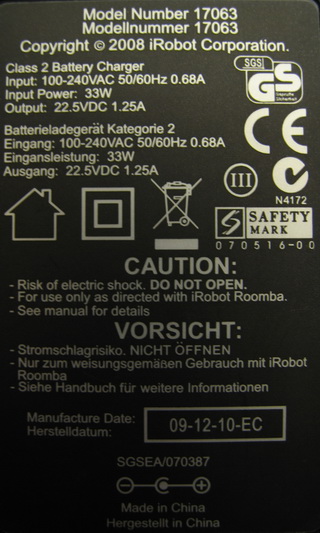 Model Number 17063
Modellnummer 17063
Copyright © 2008 iRobot Corporation.
Class 2 Battery Charger
Input: 100-240VAC 50/60Hz 0.68A
Input Power: 33W
Output: 22.5VDC 1.25A
SGS
GS
geprüfte
Sicherheit
Batterieladegerät Kategorie 2
Eingang: 100-240VAC 50/60Hz 0.68A
Eingansleistung: 33W
Ausgang: 22.5VDC 1.25A
CE
III
N4172
SAFETY
MARK
070516-00
CAUTION:
- Risk of electric shock. DO NOT OPEN.
- For use only as directed with iRobot Roomba.
- See manual for details
VORSICHT:
- Stromschlagrisiko. NICHT ÖFFNEN
- Nur zum weisungsgemäßen Gebrauch mit iRobot
Roomba
- Siehe Handbuch für weitere Informationen
Manufacture Date:
Herstelldatum:
09-12-10-EC
SGSEA/070387
Made in China
Hergestellt in China